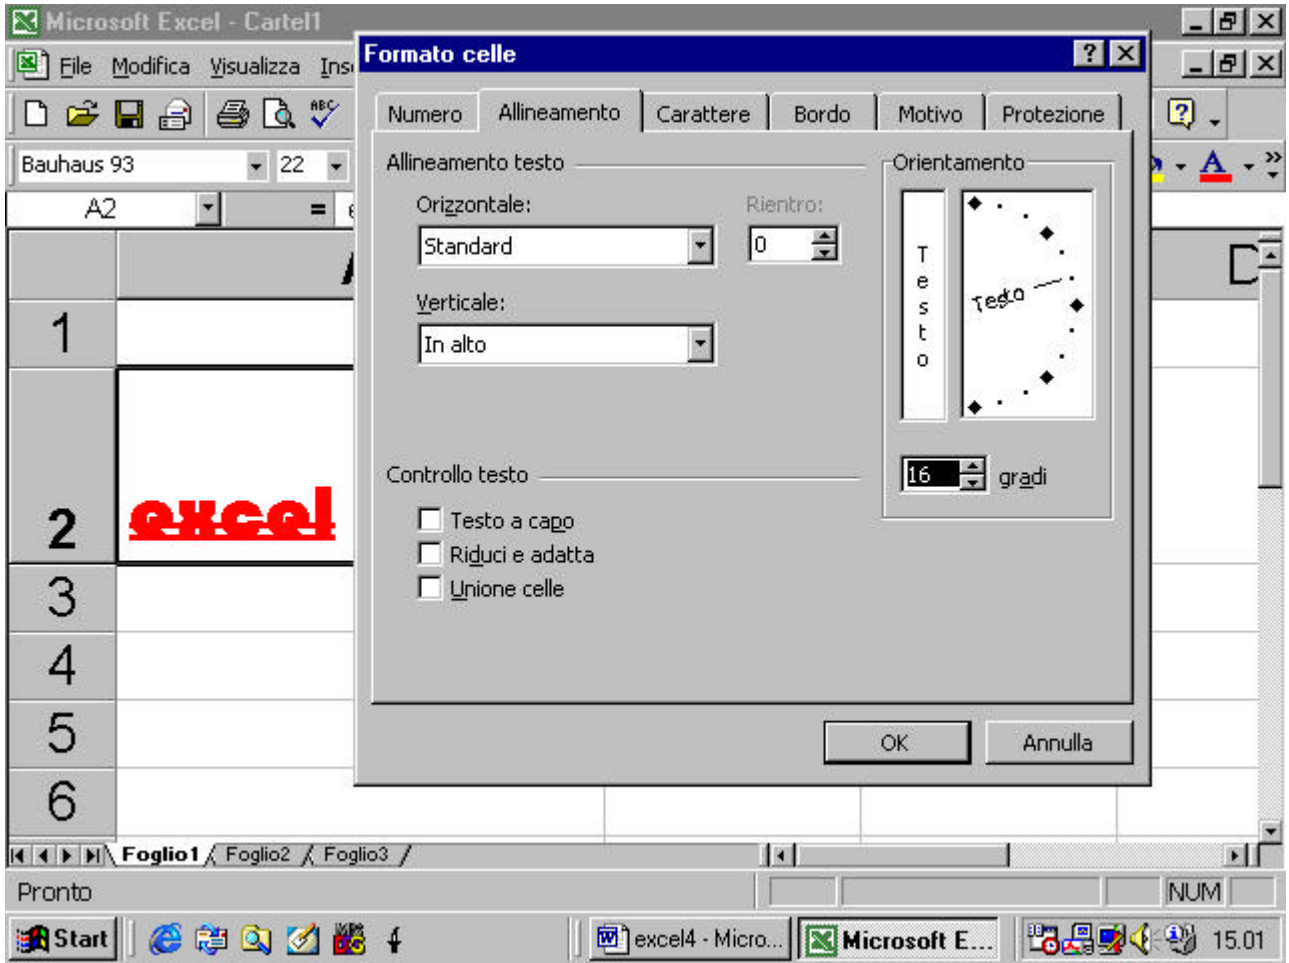 Microsoft Excel - Cartel1
File Modifica Visualizza Inse
Formato celle
Numero Allineamento Carattere Bordo Motivo Protezione
Bauhaus 93 22
A2 =
Allineamento testo
Orizzontale: Rientro:
Standard 0
Verticale:
In alto
Orientamento
Testo
Testo
16 gradi
Controllo testo
Testo a capo
Riduci e adatta
Unione celle
OK Annulla
D
1
2 excel
3
4
5
6
Foglio1 Foglio2 Foglio3
Pronto NUM
Start excel4 - Micro... Microsoft E... 15.01